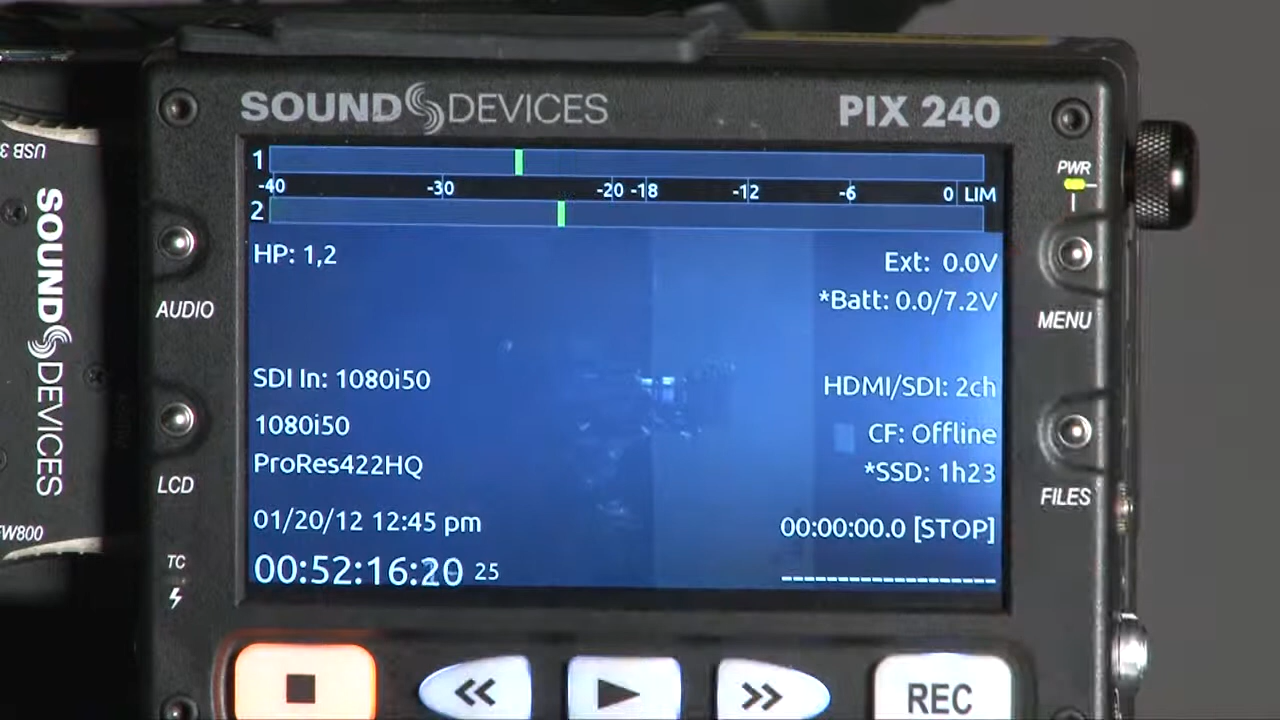 SOUND DEVICES PIX 240
USB 3
SOUND DEVICES
FW800
AUDIO
LCD
TC
PWR
MENU
FILES
1
-40 -30 -20 -18 -12 -6 0 LIM
2
HP: 1,2
Ext: 0.0V
*Batt: 0.0/7.2V
SDI In: 1080i50
HDMI/SDI: 2ch
1080i50
CF: Offline
ProRes422HQ
*SSD: 1h23
01/20/12 12:45 pm
00:00:00.0 [STOP]
00:52:16:20 25
------------------
REC